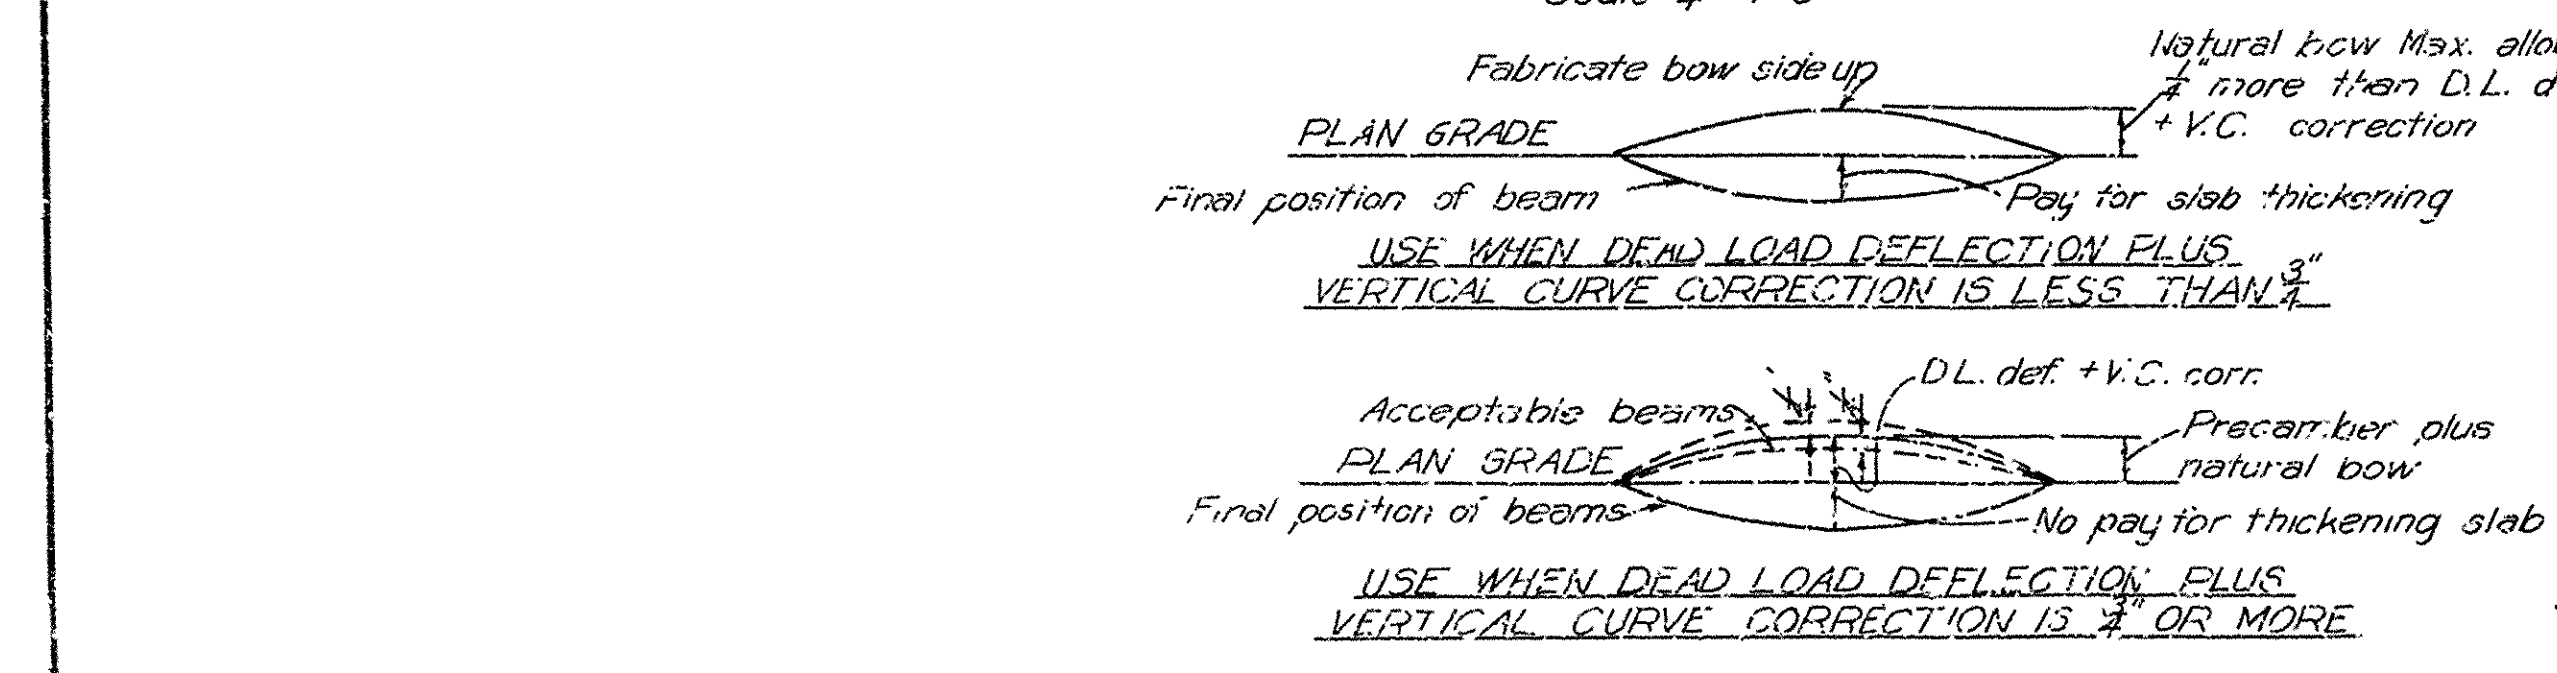 Fabricate bow side up
Natural bow Max.
1/4" more than D.L.
+ V.C. correction
PLAN GRADE
Final position of beam
Pay for slab thickening
USE WHEN DEAD LOAD DEFLECTION PLUS
VERTICAL CURVE CORRECTION IS LESS THAN 3/4"
D.L. def. + V.C. corr.
Acceptable beams
Precamber plus
natural bow
PLAN GRADE
Final position of beams
No pay for thickening slab
USE WHEN DEAD LOAD DEFLECTION PLUS
VERTICAL CURVE CORRECTION IS 3/4" OR MORE